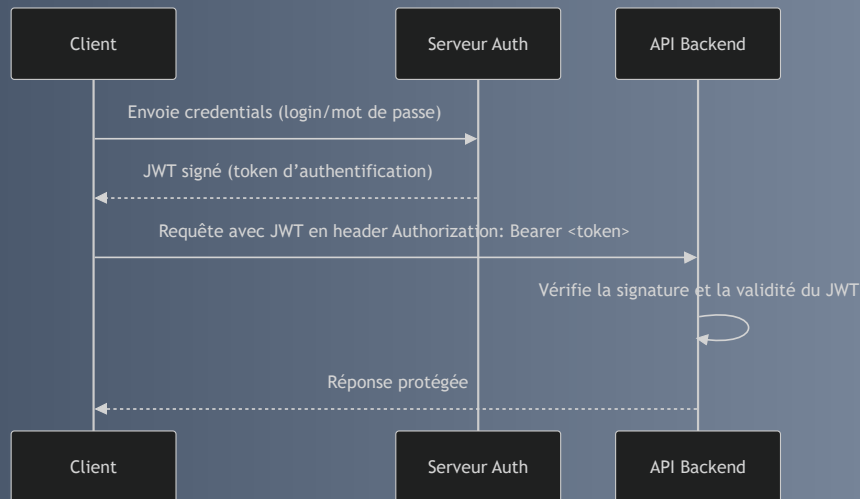 Client
Serveur Auth
API Backend
Envoie credentials (login/mot de passe)
JWT signé (token d’authentification)
Requête avec JWT en header Authorization: Bearer <token>
Vérifie la signature et la validité du JWT
Réponse protégée
Client
Serveur Auth
API Backend